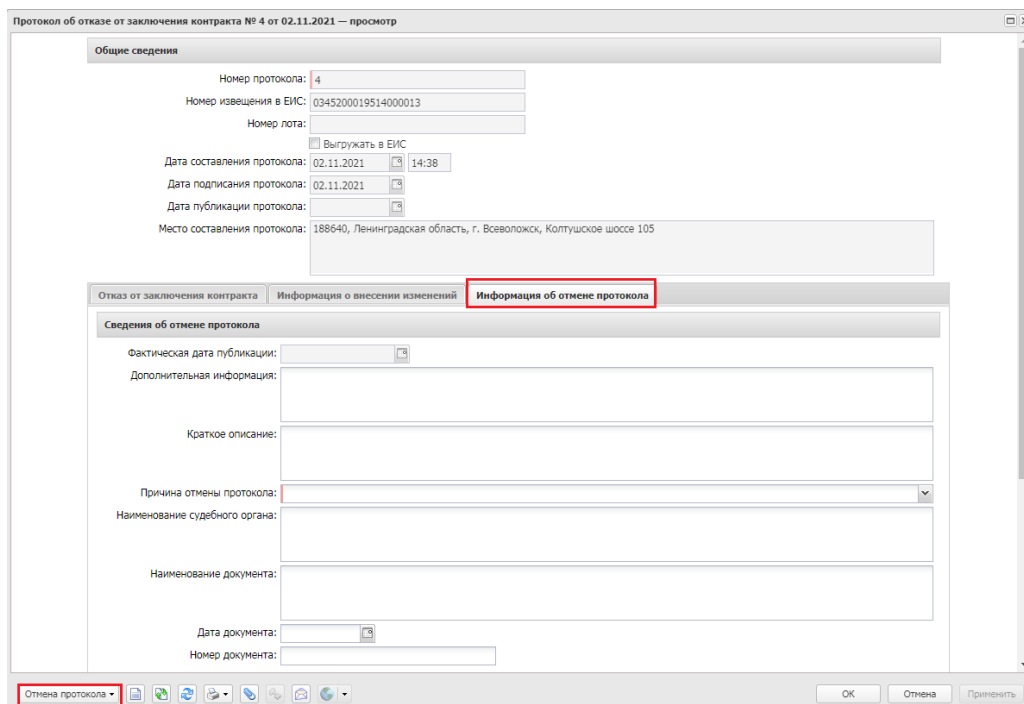 Протокол об отказе от заключения контракта № 4 от 02.11.2021 — просмотр
Общие сведения
Номер протокола: 4
Номер извещения в ЕИС: 0345200019514000013
Номер лота:
Выгружать в ЕИС
Дата составления протокола: 02.11.2021 14:38
Дата подписания протокола: 02.11.2021
Дата публикации протокола:
Место составления протокола: 188640, Ленинградская область, г. Всеволожск, Колтушское шоссе 105
Отказ от заключения контракта Информация о внесении изменений Информация об отмене протокола
Сведения об отмене протокола
Фактическая дата публикации:
Дополнительная информация:
Краткое описание:
Причина отмены протокола:
Наименование судебного органа:
Наименование документа:
Дата документа:
Номер документа:
Отмена протокола ОК Отмена Применить